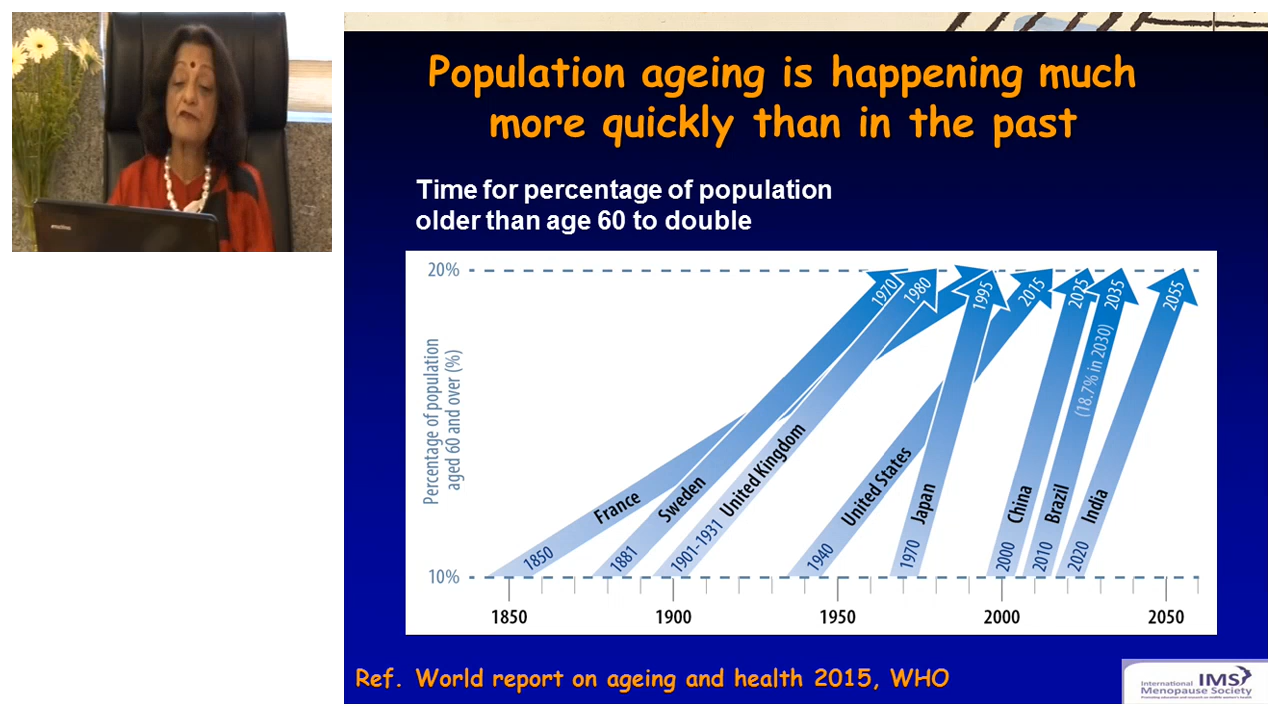 Population ageing is happening much
more quickly than in the past
Time for percentage of population
older than age 60 to double
20%
10%
Percentage of population
aged 60 and over (%)
1850 France
1881 Sweden 1970
1901-1931 United Kingdom 1980
1940 United States 2015
1970 Japan 1995
2000 China 2025
2010 Brazil (18.7% in 2030) 2035
2020 India 2055
1850 1900 1950 2000 2050
Ref. World report on ageing and health 2015, WHO
International
Menopause Society
IMS